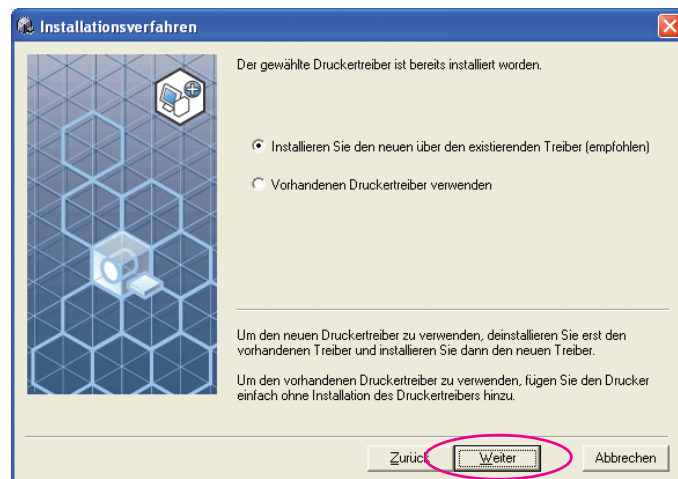 Installationsverfahren
Der gewählte Druckertreiber ist bereits installiert worden.
Installieren Sie den neuen über den existierenden Treiber (empfohlen)
Vorhandenen Druckertreiber verwenden
Um den neuen Druckertreiber zu verwenden, deinstallieren Sie erst den
vorhandenen Treiber und installieren Sie dann den neuen Treiber.
Um den vorhandenen Druckertreiber zu verwenden, fügen Sie den Drucker
einfach ohne Installation des Druckertreibers hinzu.
Zurück Weiter Abbrechen